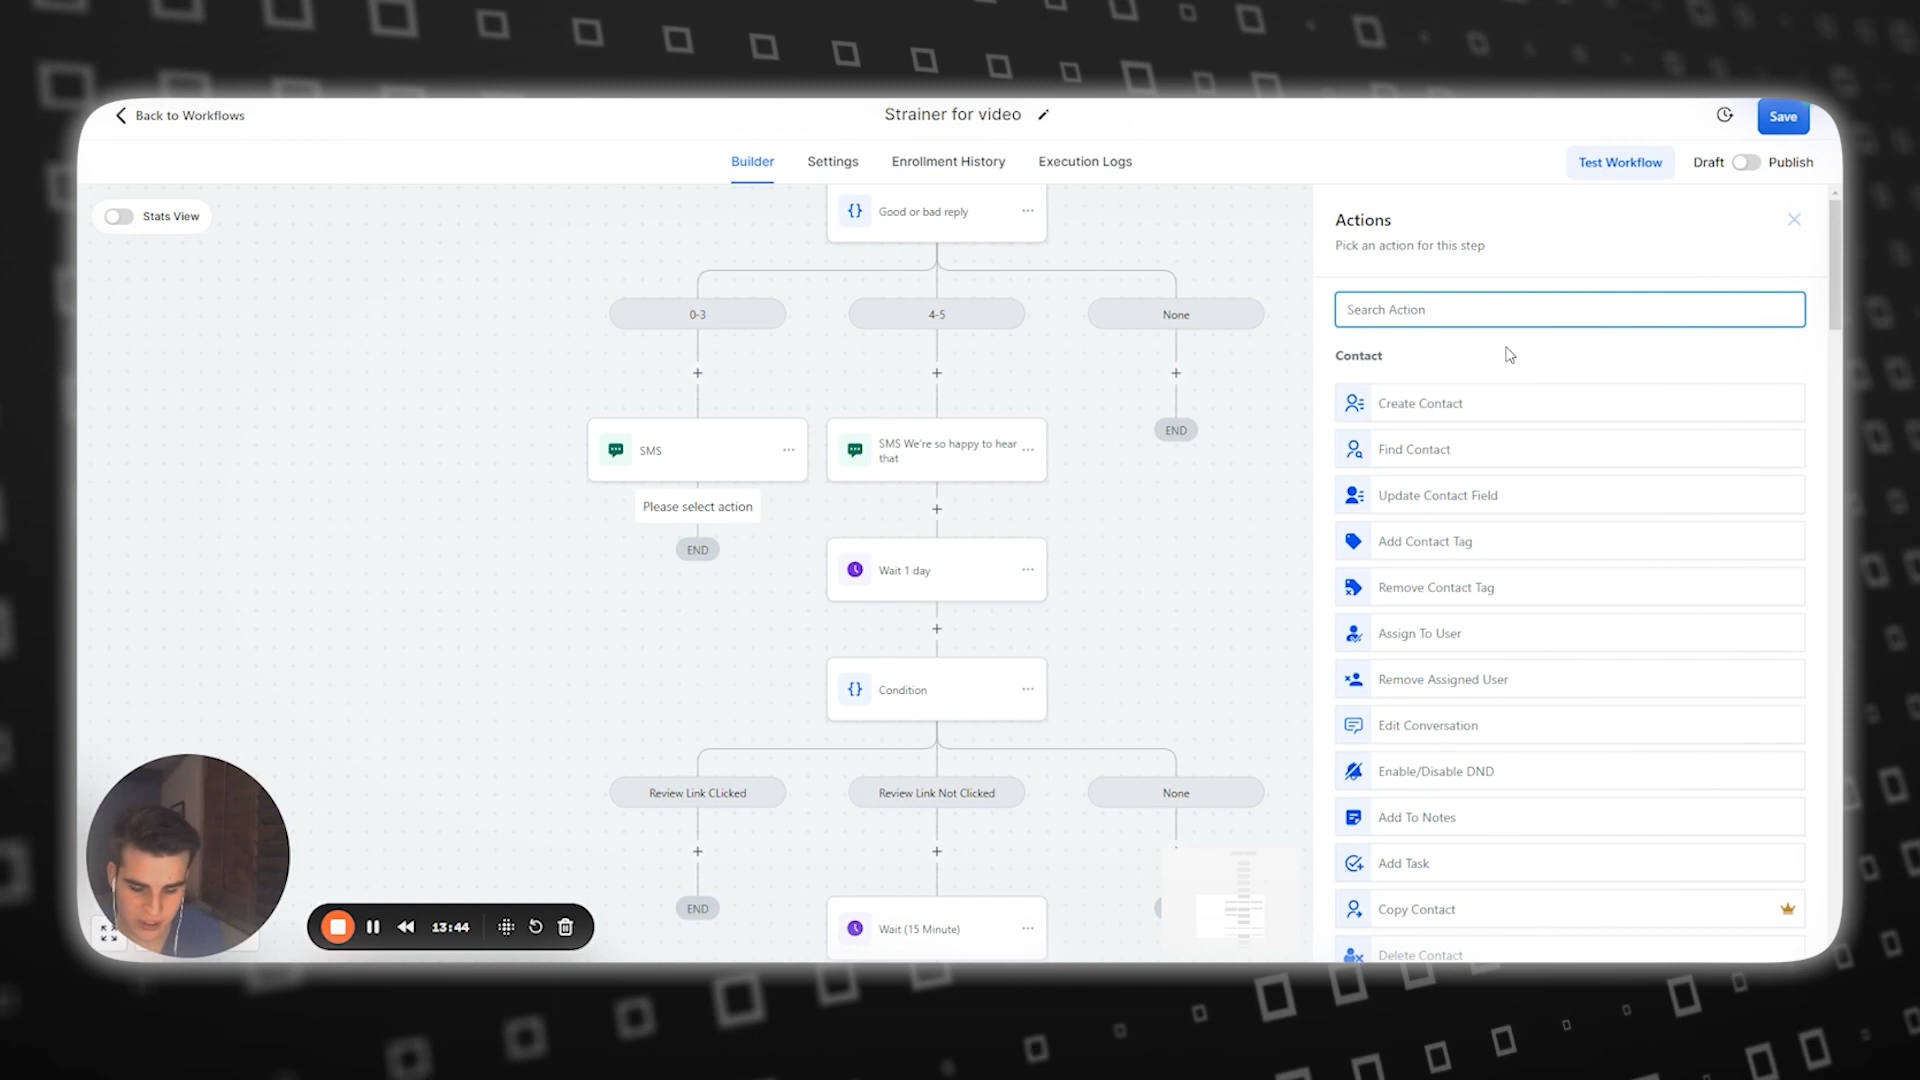 Back to Workflows
Strainer for video
Save
Builder
Settings
Enrollment History
Execution Logs
Test Workflow
Draft
Publish
Stats View
Good or bad reply
0-3
4-5
None
SMS
SMS We're so happy to hear
that
END
Please select action
END
Wait 1 day
Condition
Review Link CLicked
Review Link Not Clicked
None
END
Wait (15 Minute)
13:44
Actions
Pick an action for this step
Search Action
Contact
Create Contact
Find Contact
Update Contact Field
Add Contact Tag
Remove Contact Tag
Assign To User
Remove Assigned User
Edit Conversation
Enable/Disable DND
Add To Notes
Add Task
Copy Contact
Delete Contact